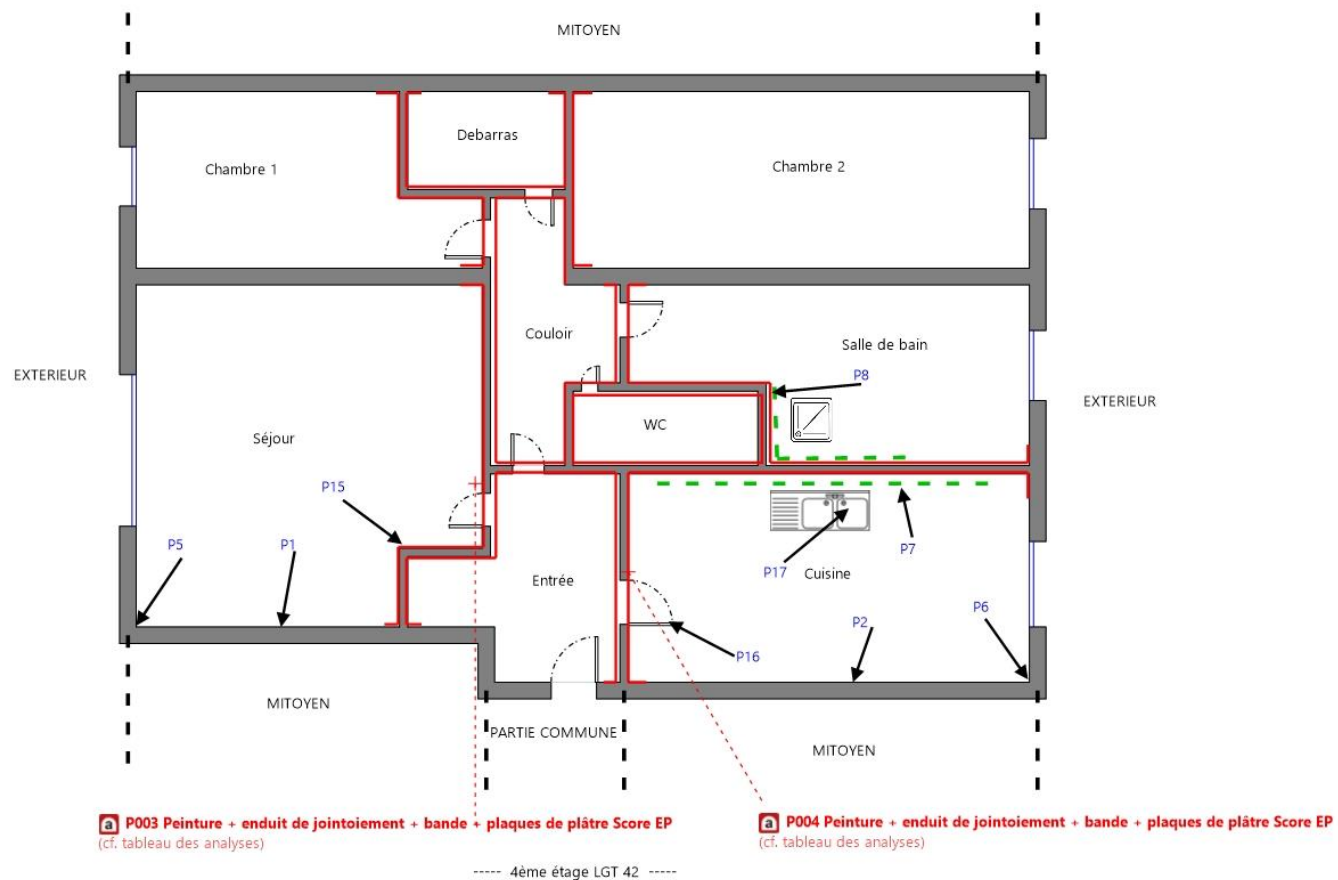 MITOYEN
Debarras
Chambre 1
Chambre 2
Couloir
Salle de bain
EXTERIEUR
P8
EXTERIEUR
WC
Séjour
P15
P5
P1
P7
P17
Cuisine
Entrée
P6
P2
P16
MITOYEN
PARTIE COMMUNE
MITOYEN
a P003 Peinture + enduit de jointoiement + bande + plaques de plâtre Score EP
(cf. tableau des analyses)
a P004 Peinture + enduit de jointoiement + bande + plaques de plâtre Score EP
(cf. tableau des analyses)
----- 4ème étage LGT 42 -----